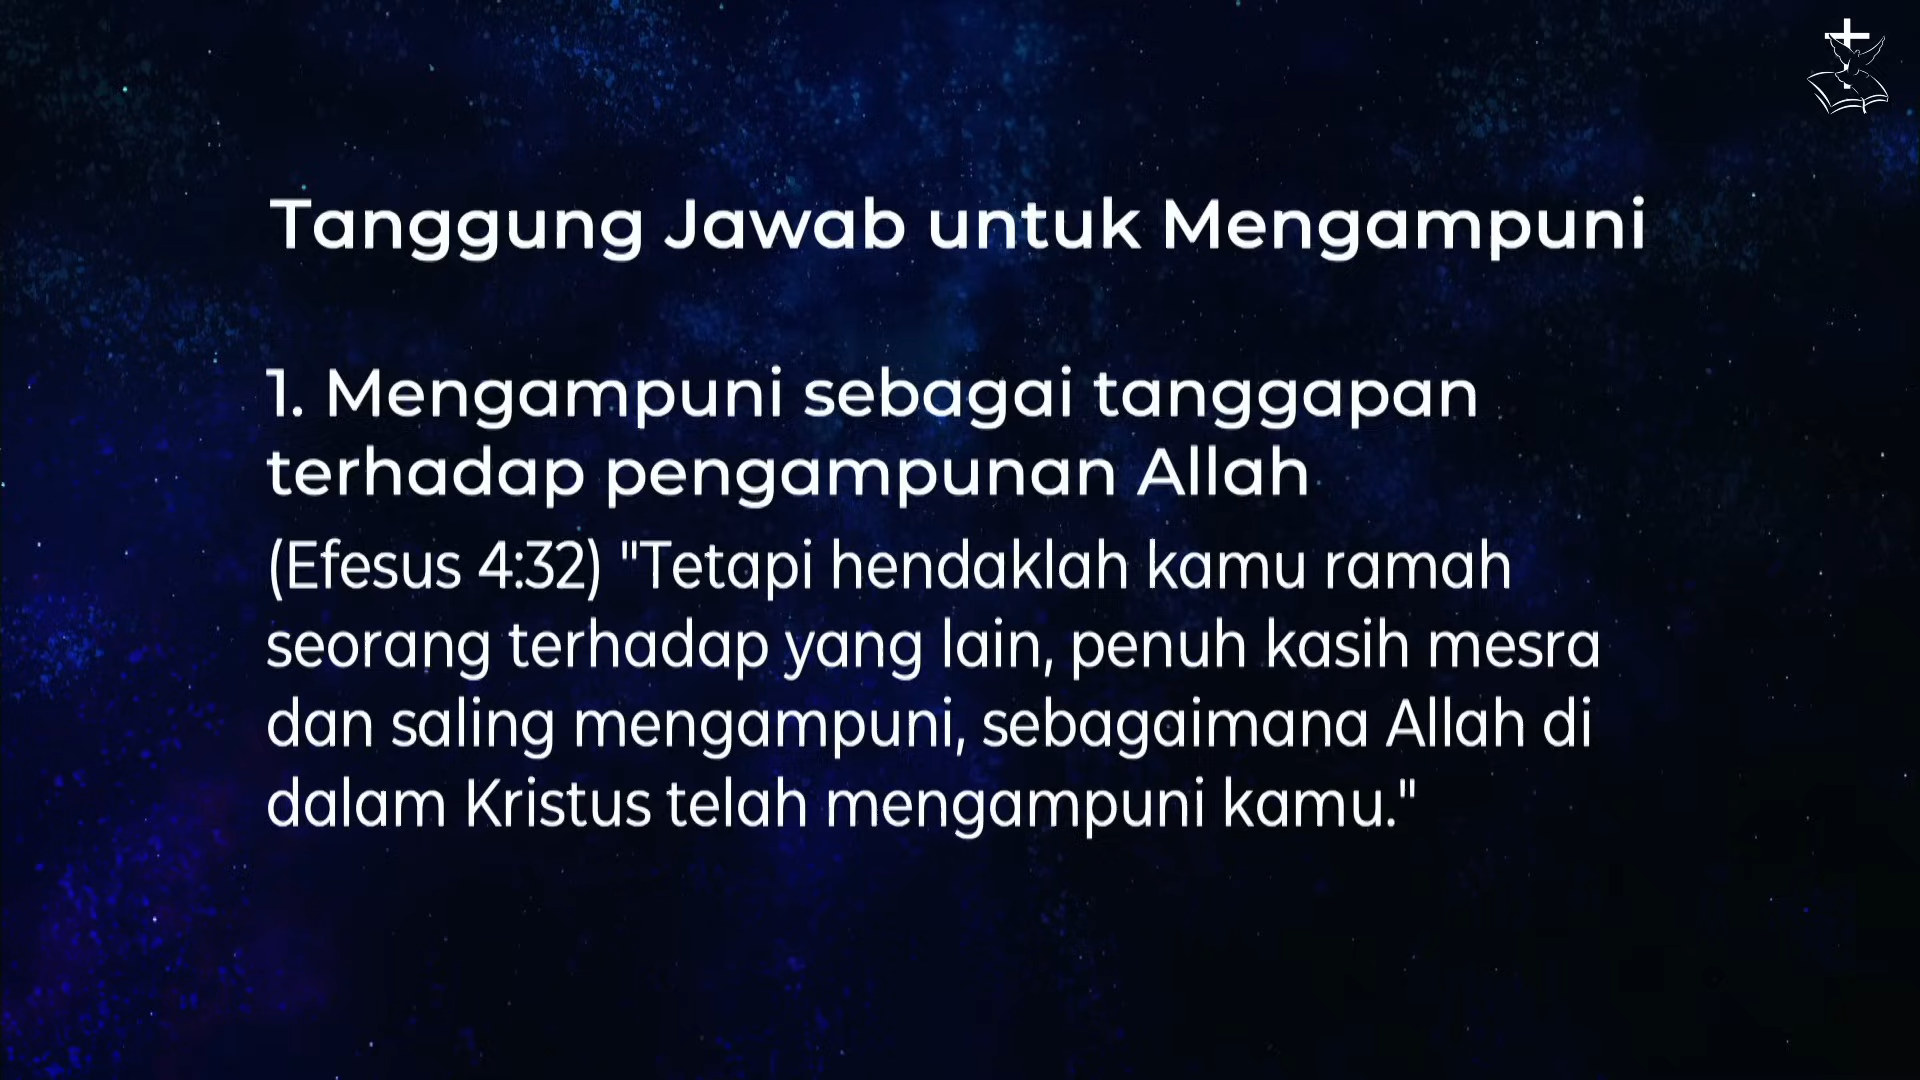 Tanggung Jawab untuk Mengampuni
1. Mengampuni sebagai tanggapan
terhadap pengampunan Allah
(Efesus 4:32) "Tetapi hendaklah kamu ramah
seorang terhadap yang lain, penuh kasih mesra
dan saling mengampuni, sebagaimana Allah di
dalam Kristus telah mengampuni kamu."